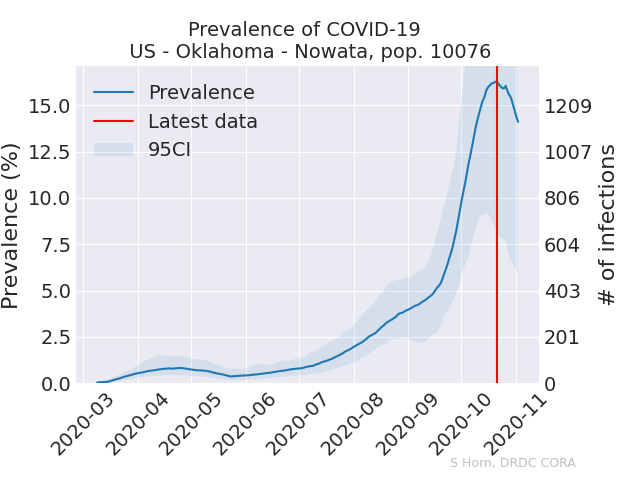 Prevalence of COVID-19
US - Oklahoma - Nowata, pop. 10076
Prevalence
Latest data
95CI
Prevalence (%)
15.0
12.5
10.0
7.5
5.0
2.5
0.0
1209
1007
806
604
403
201
0
# of infections
2020-03
2020-04
2020-05
2020-06
2020-07
2020-08
2020-09
2020-10
2020-11
S Horn, DRDC CORA